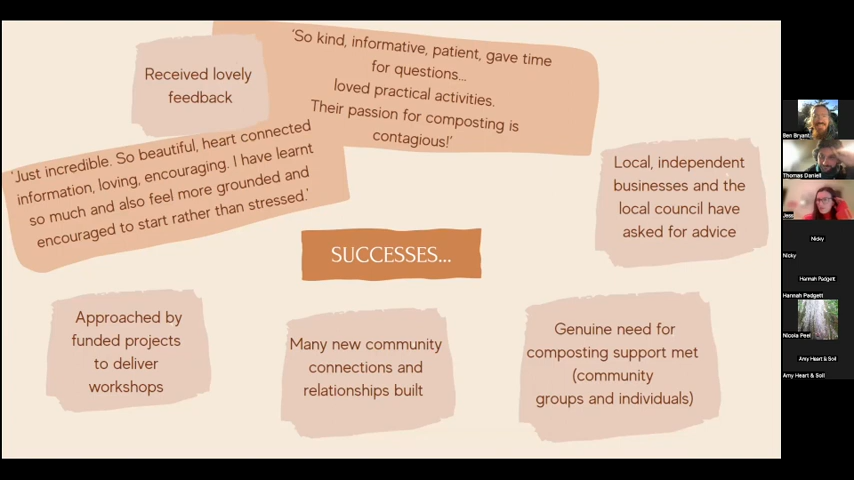 Received lovely
feedback
'So kind, informative, patient, gave time
for questions...
loved practical activities.
Their passion for composting is
contagious!'
'Just incredible. So beautiful, heart connected
information, loving, encouraging. I have learnt
so much and also feel more grounded and
encouraged to start rather than stressed.'
Local, independent
businesses and the
local council have
asked for advice
SUCCESSES...
Approached by
funded projects
to deliver
workshops
Many new community
connections and
relationships built
Genuine need for
composting support met
(community
groups and individuals)
Ben Bryant
Thomas Daniell
Jess
Nicky
Nicky
Hannah Padgett
Hannah Padgett
Nicola Peel
Amy Heart & Soil
Amy Heart & Soil